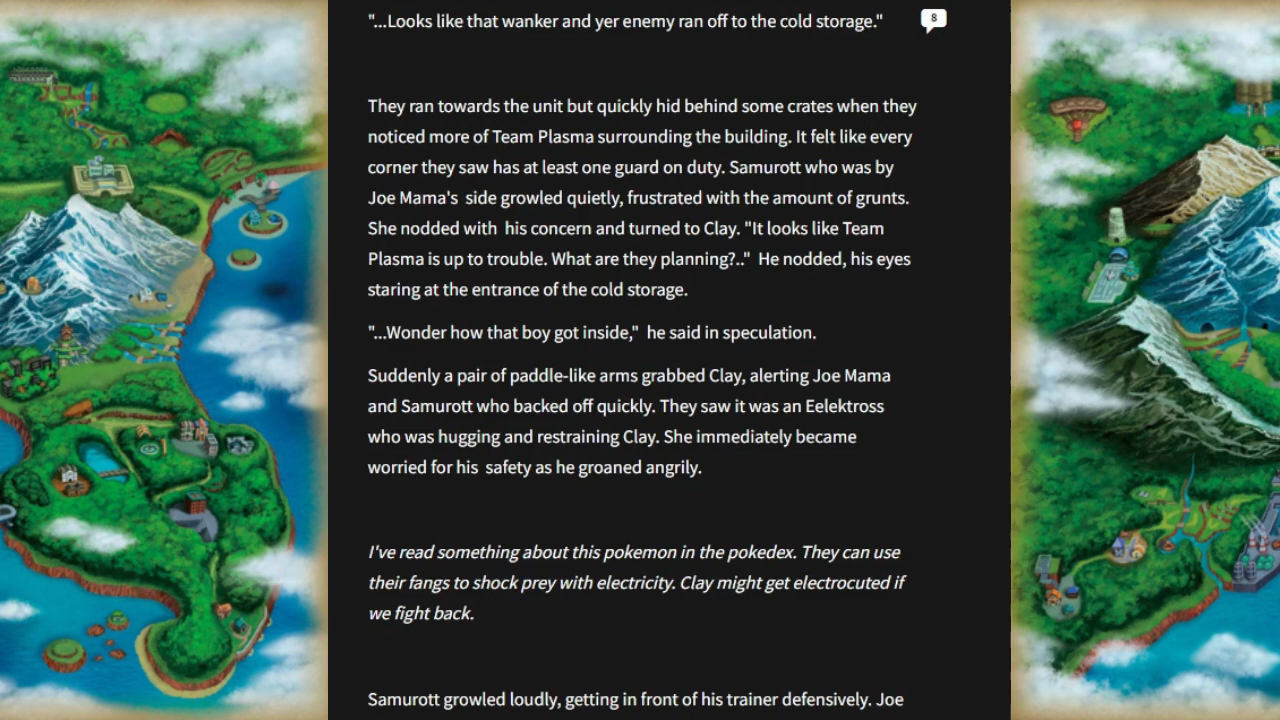 "...Looks like that wanker and yer enemy ran off to the cold storage."
8
They ran towards the unit but quickly hid behind some crates when they
noticed more of Team Plasma surrounding the building. It felt like every
corner they saw has at least one guard on duty. Samurott who was by
Joe Mama's side growled quietly, frustrated with the amount of grunts.
She nodded with his concern and turned to Clay. "It looks like Team
Plasma is up to trouble. What are they planning?.." He nodded, his eyes
staring at the entrance of the cold storage.
"...Wonder how that boy got inside," he said in speculation.
Suddenly a pair of paddle-like arms grabbed Clay, alerting Joe Mama
and Samurott who backed off quickly. They saw it was an Eelektross
who was hugging and restraining Clay. She immediately became
worried for his safety as he groaned angrily.
I've read something about this pokemon in the pokedex. They can use
their fangs to shock prey with electricity. Clay might get electrocuted if
we fight back.
Samurott growled loudly, getting in front of his trainer defensively. Joe